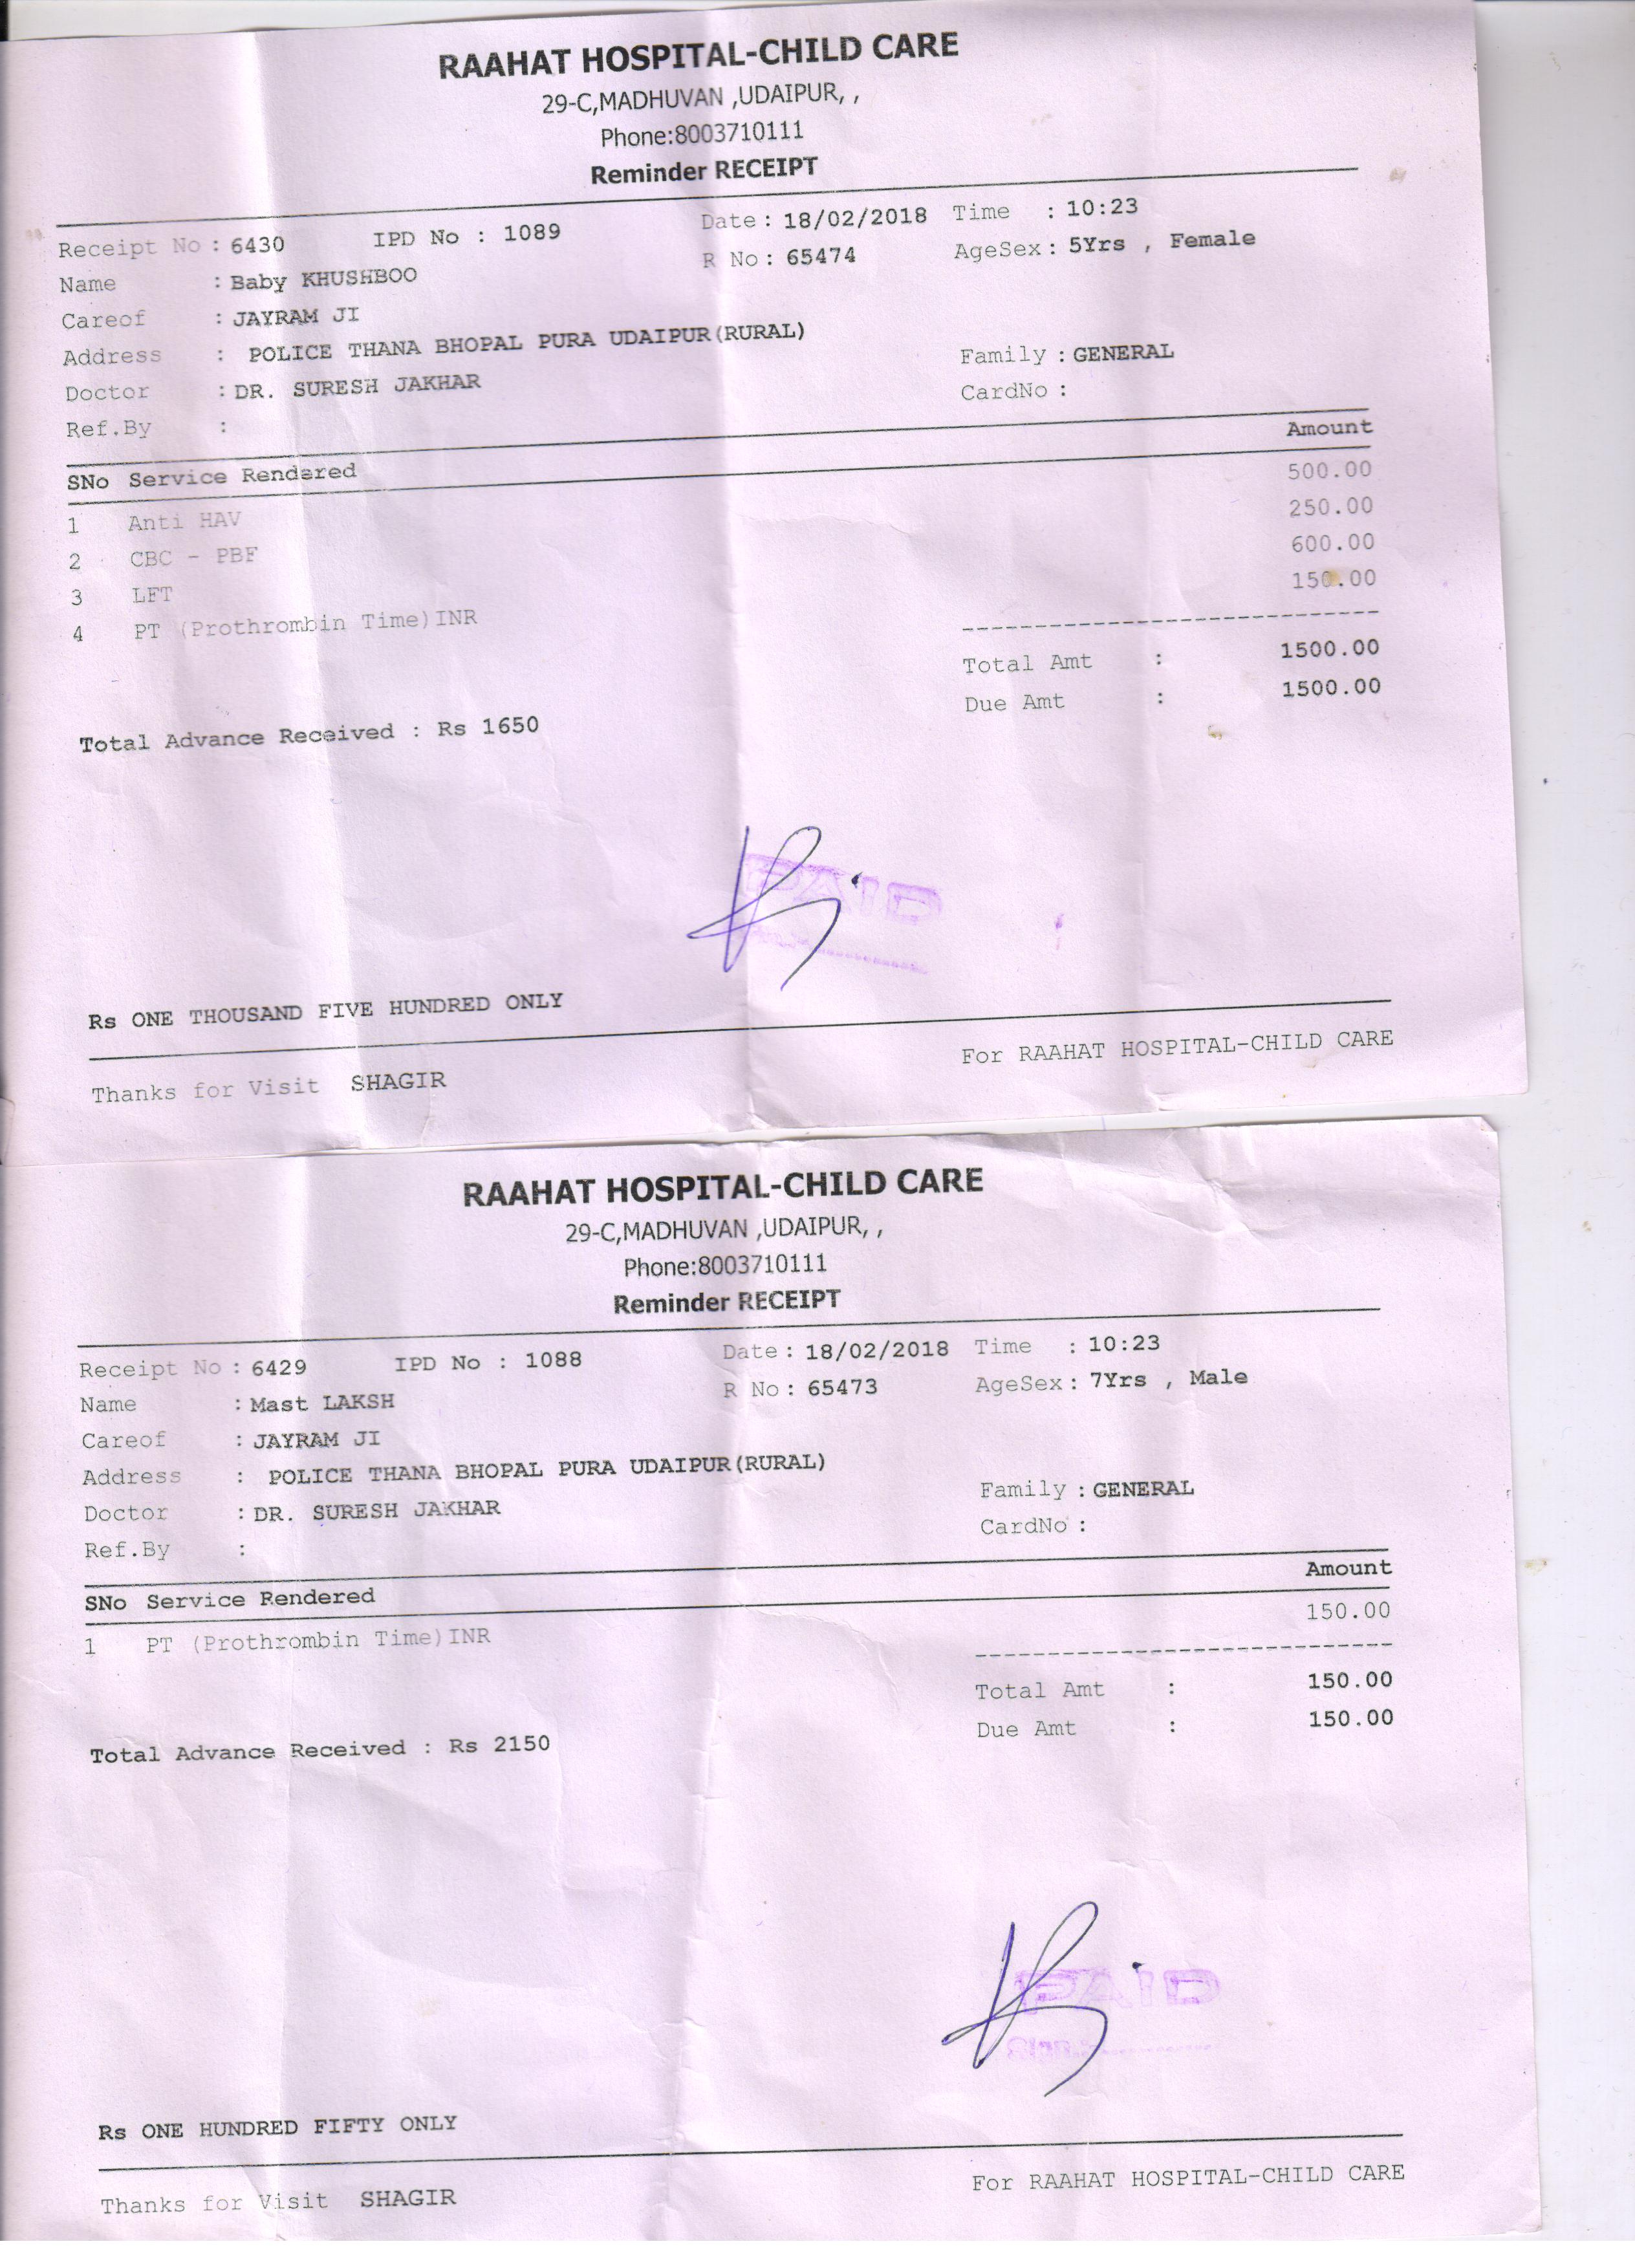 RAAHAT HOSPITAL-CHILD CARE
29-C,MADHUVAN ,UDAIPUR, ,
Phone:8003710111
Reminder RECEIPT
Receipt No : 6430 IPD No : 1089 Date : 18/02/2018 Time : 10:23
Name : Baby KHUSHBOO R No : 65474 AgeSex : 5Yrs , Female
Careof : JAYRAM JI
Address : POLICE THANA BHOPAL PURA UDAIPUR(RURAL)
Doctor : DR. SURESH JAKHAR Family : GENERAL
Ref.By : CardNo :
SNo Service Rendered Amount
1 Anti HAV 500.00
2 CBC - PBF 250.00
3 LFT 600.00
4 PT (Prothrombin Time)INR 150.00
Total Amt : 1500.00
Due Amt : 1500.00
Total Advance Received : Rs 1650
PAID
Rs ONE THOUSAND FIVE HUNDRED ONLY
Thanks for Visit SHAGIR For RAAHAT HOSPITAL-CHILD CARE
RAAHAT HOSPITAL-CHILD CARE
29-C,MADHUVAN ,UDAIPUR, ,
Phone:8003710111
Reminder RECEIPT
Receipt No : 6429 IPD No : 1088 Date : 18/02/2018 Time : 10:23
Name : Mast LAKSH R No : 65473 AgeSex : 7Yrs , Male
Careof : JAYRAM JI
Address : POLICE THANA BHOPAL PURA UDAIPUR(RURAL)
Doctor : DR. SURESH JAKHAR Family : GENERAL
Ref.By : CardNo :
SNo Service Rendered Amount
1 PT (Prothrombin Time)INR 150.00
Total Amt : 150.00
Due Amt : 150.00
Total Advance Received : Rs 2150
PAID
Rs ONE HUNDRED FIFTY ONLY
Thanks for Visit SHAGIR For RAAHAT HOSPITAL-CHILD CARE